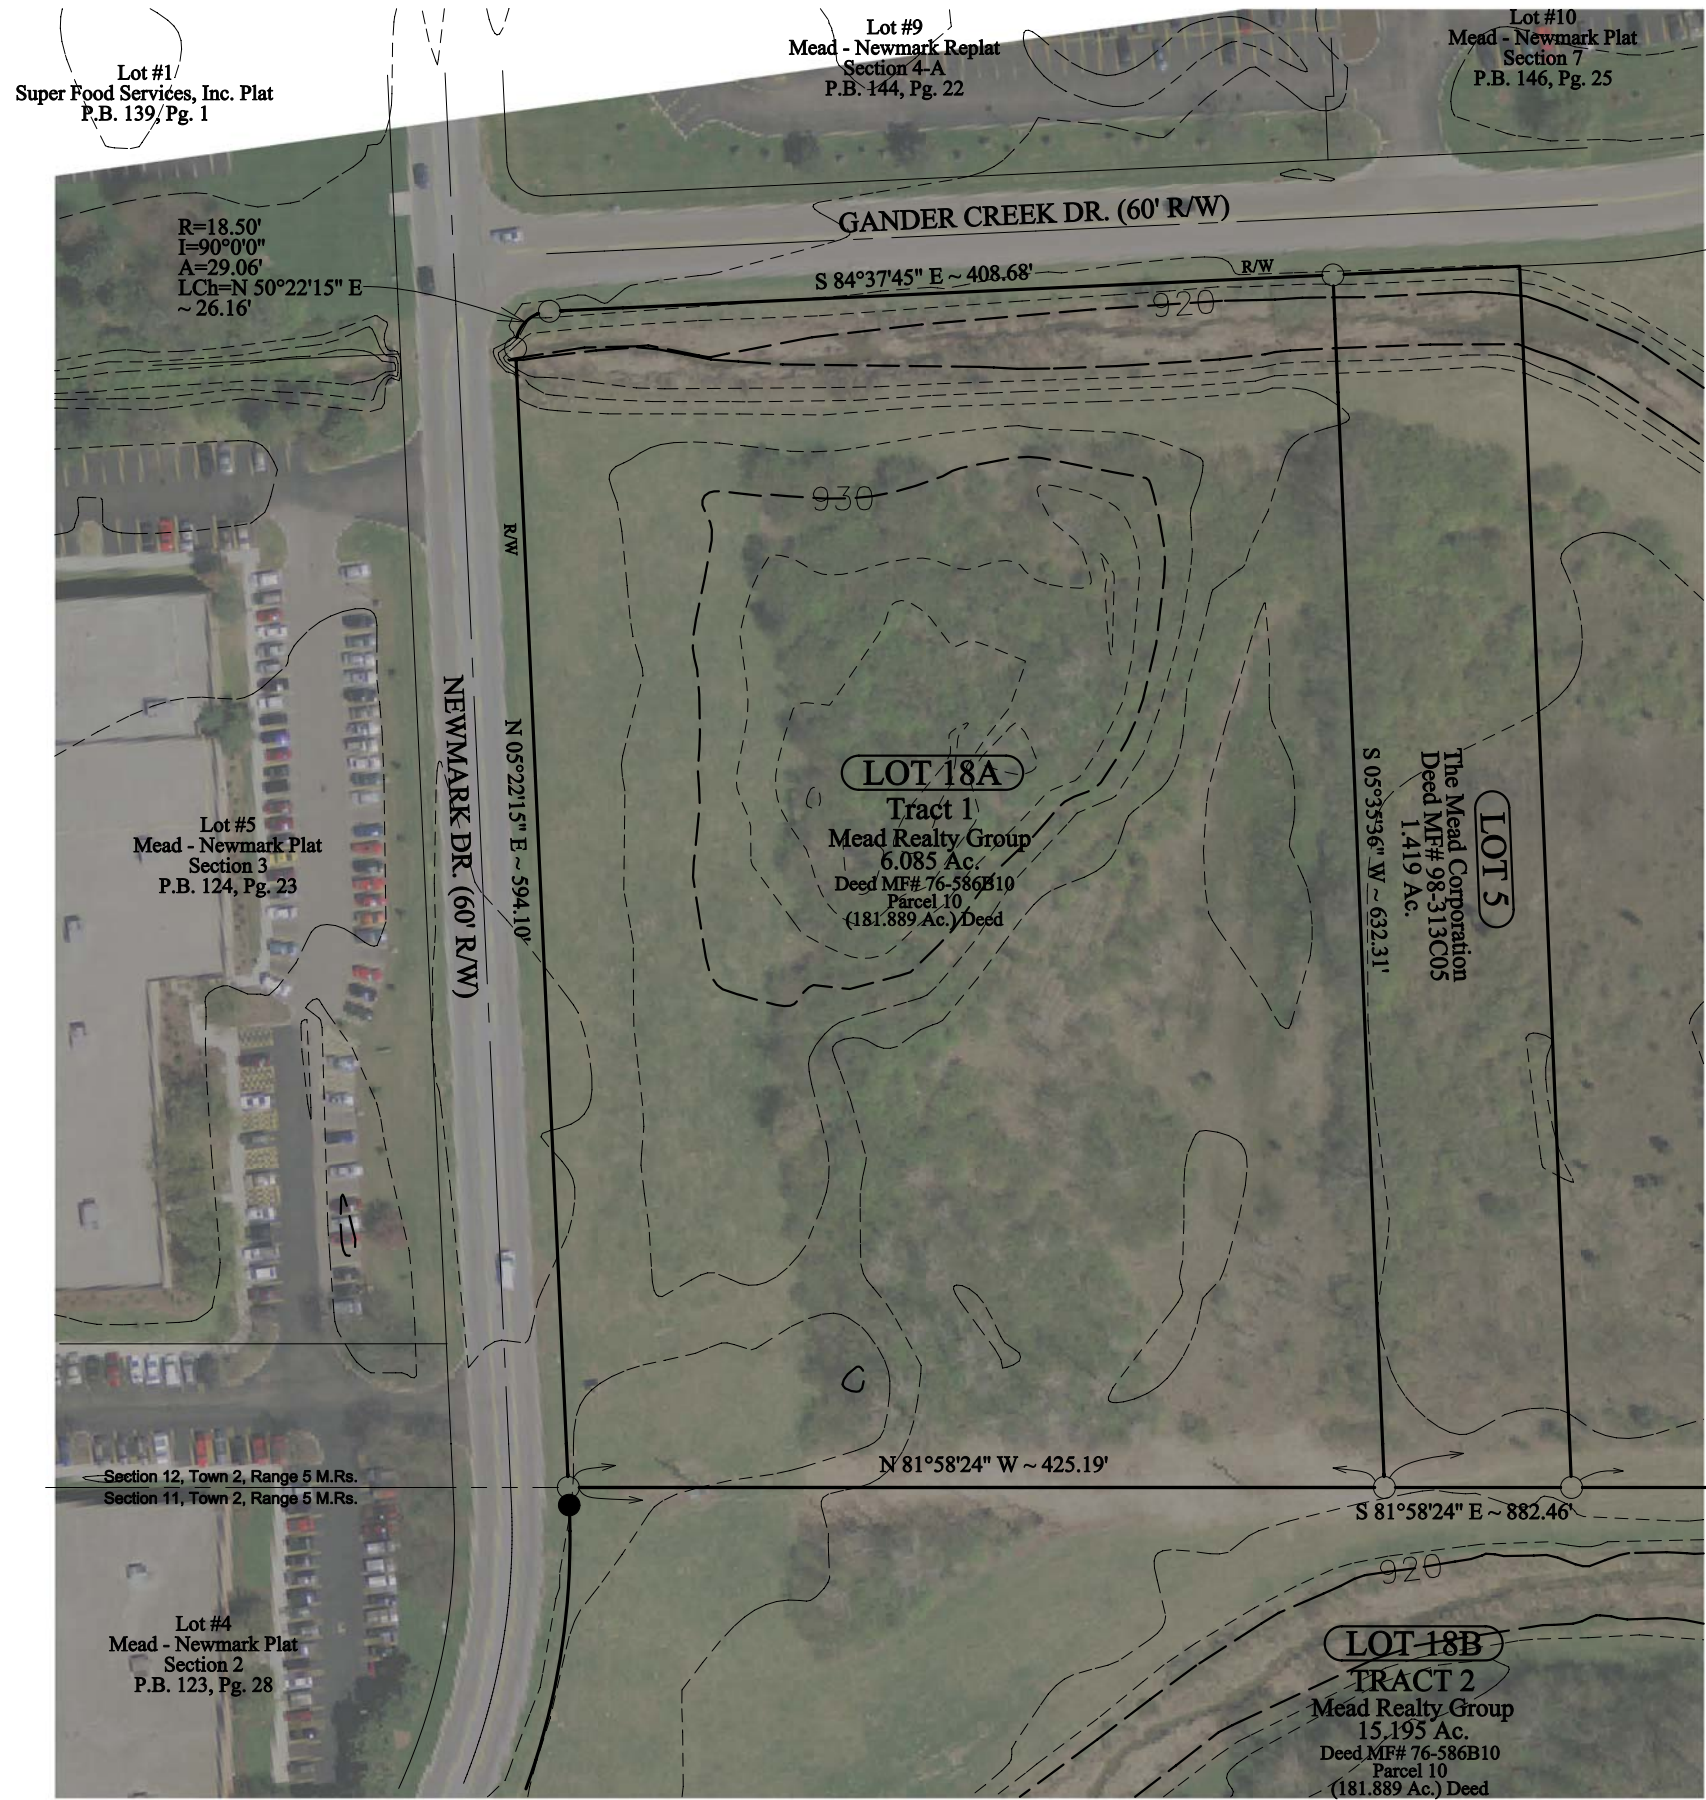 Lot #1
Super Food Services, Inc. Plat
P.B. 139, Pg. 1
Lot #9
Mead - Newmark Replat
Section 4-A
P.B. 144, Pg. 22
Lot #10
Mead - Newmark Plat
Section 7
P.B. 146, Pg. 25
GANDER CREEK DR. (60' R/W)
R=18.50'
I=90°0'0"
A=29.06'
LCh=N 50°22'15" E
~ 26.16'
S 84°37'45" E ~ 408.68'
R/W
920
930
R/W
NEWMARK DR. (60' R/W)
N 05°22'15" E ~ 594.10'
LOT 18A
Tract 1
Mead Realty Group
6.085 Ac.
Deed MF# 76-586B10
Parcel 10
(181.889 Ac.) Deed
S 05°35'36" W ~ 632.31'
LOT 5
The Mead Corporation
Deed MF# 98-313C05
1.419 Ac.
Lot #5
Mead - Newmark Plat
Section 3
P.B. 124, Pg. 23
N 81°58'24" W ~ 425.19'
Section 12, Town 2, Range 5 M.Rs.
Section 11, Town 2, Range 5 M.Rs.
S 81°58'24" E ~ 882.46'
920
Lot #4
Mead - Newmark Plat
Section 2
P.B. 123, Pg. 28
LOT 18B
TRACT 2
Mead Realty Group
15.195 Ac.
Deed MF# 76-586B10
Parcel 10
(181.889 Ac.) Deed